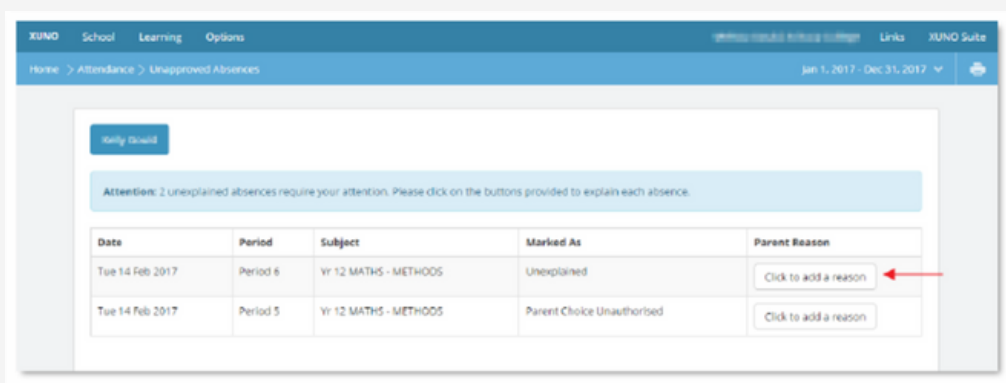 XUNO School Learning Options Links XUNO Suite
Home > Attendance > Unapproved Absences Jan 1, 2017 - Dec 31, 2017
Attention: 2 unexplained absences require your attention. Please click on the buttons provided to explain each absence.
Date Period Subject Marked As Parent Reason
Tue 14 Feb 2017 Period 6 Yr 12 MATHS - METHODS Unexplained Click to add a reason
Tue 14 Feb 2017 Period 5 Yr 12 MATHS - METHODS Parent Choice Unauthorised Click to add a reason